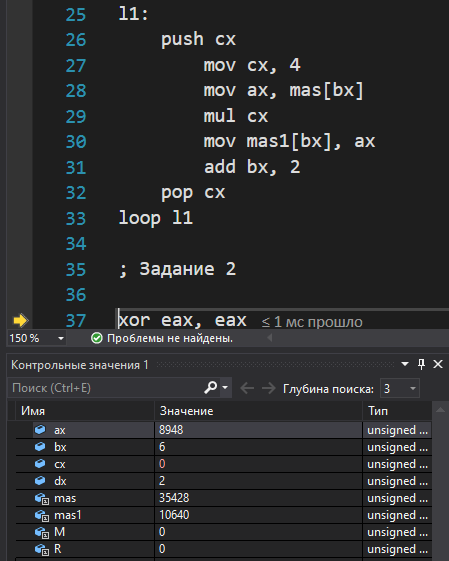 25 l1:
26 push cx
27 mov cx, 4
28 mov ax, mas[bx]
29 mul cx
30 mov mas1[bx], ax
31 add bx, 2
32 pop cx
33 loop l1
34
35 ; Задание 2
36
37 xor eax, eax ≤ 1 мс прошло
150 % Проблемы не найдены.
Контрольные значения 1
Поиск (Ctrl+E) Глубина поиска: 3
Имя Значение Тип
ax 8948 unsigned ...
bx 6 unsigned ...
cx 0 unsigned ...
dx 2 unsigned ...
mas 35428 unsigned ...
mas1 10640 unsigned ...
M 0 unsigned ...
R 0 unsigned ...